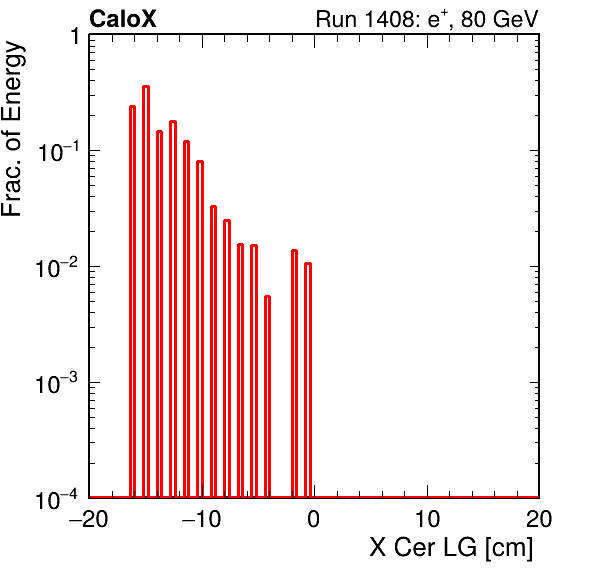 CaloX Run 1408: e⁺, 80 GeV
Frac. of Energy
1
10⁻¹
10⁻²
10⁻³
10⁻⁴
−20 −10 0 10 20
X Cer LG [cm]